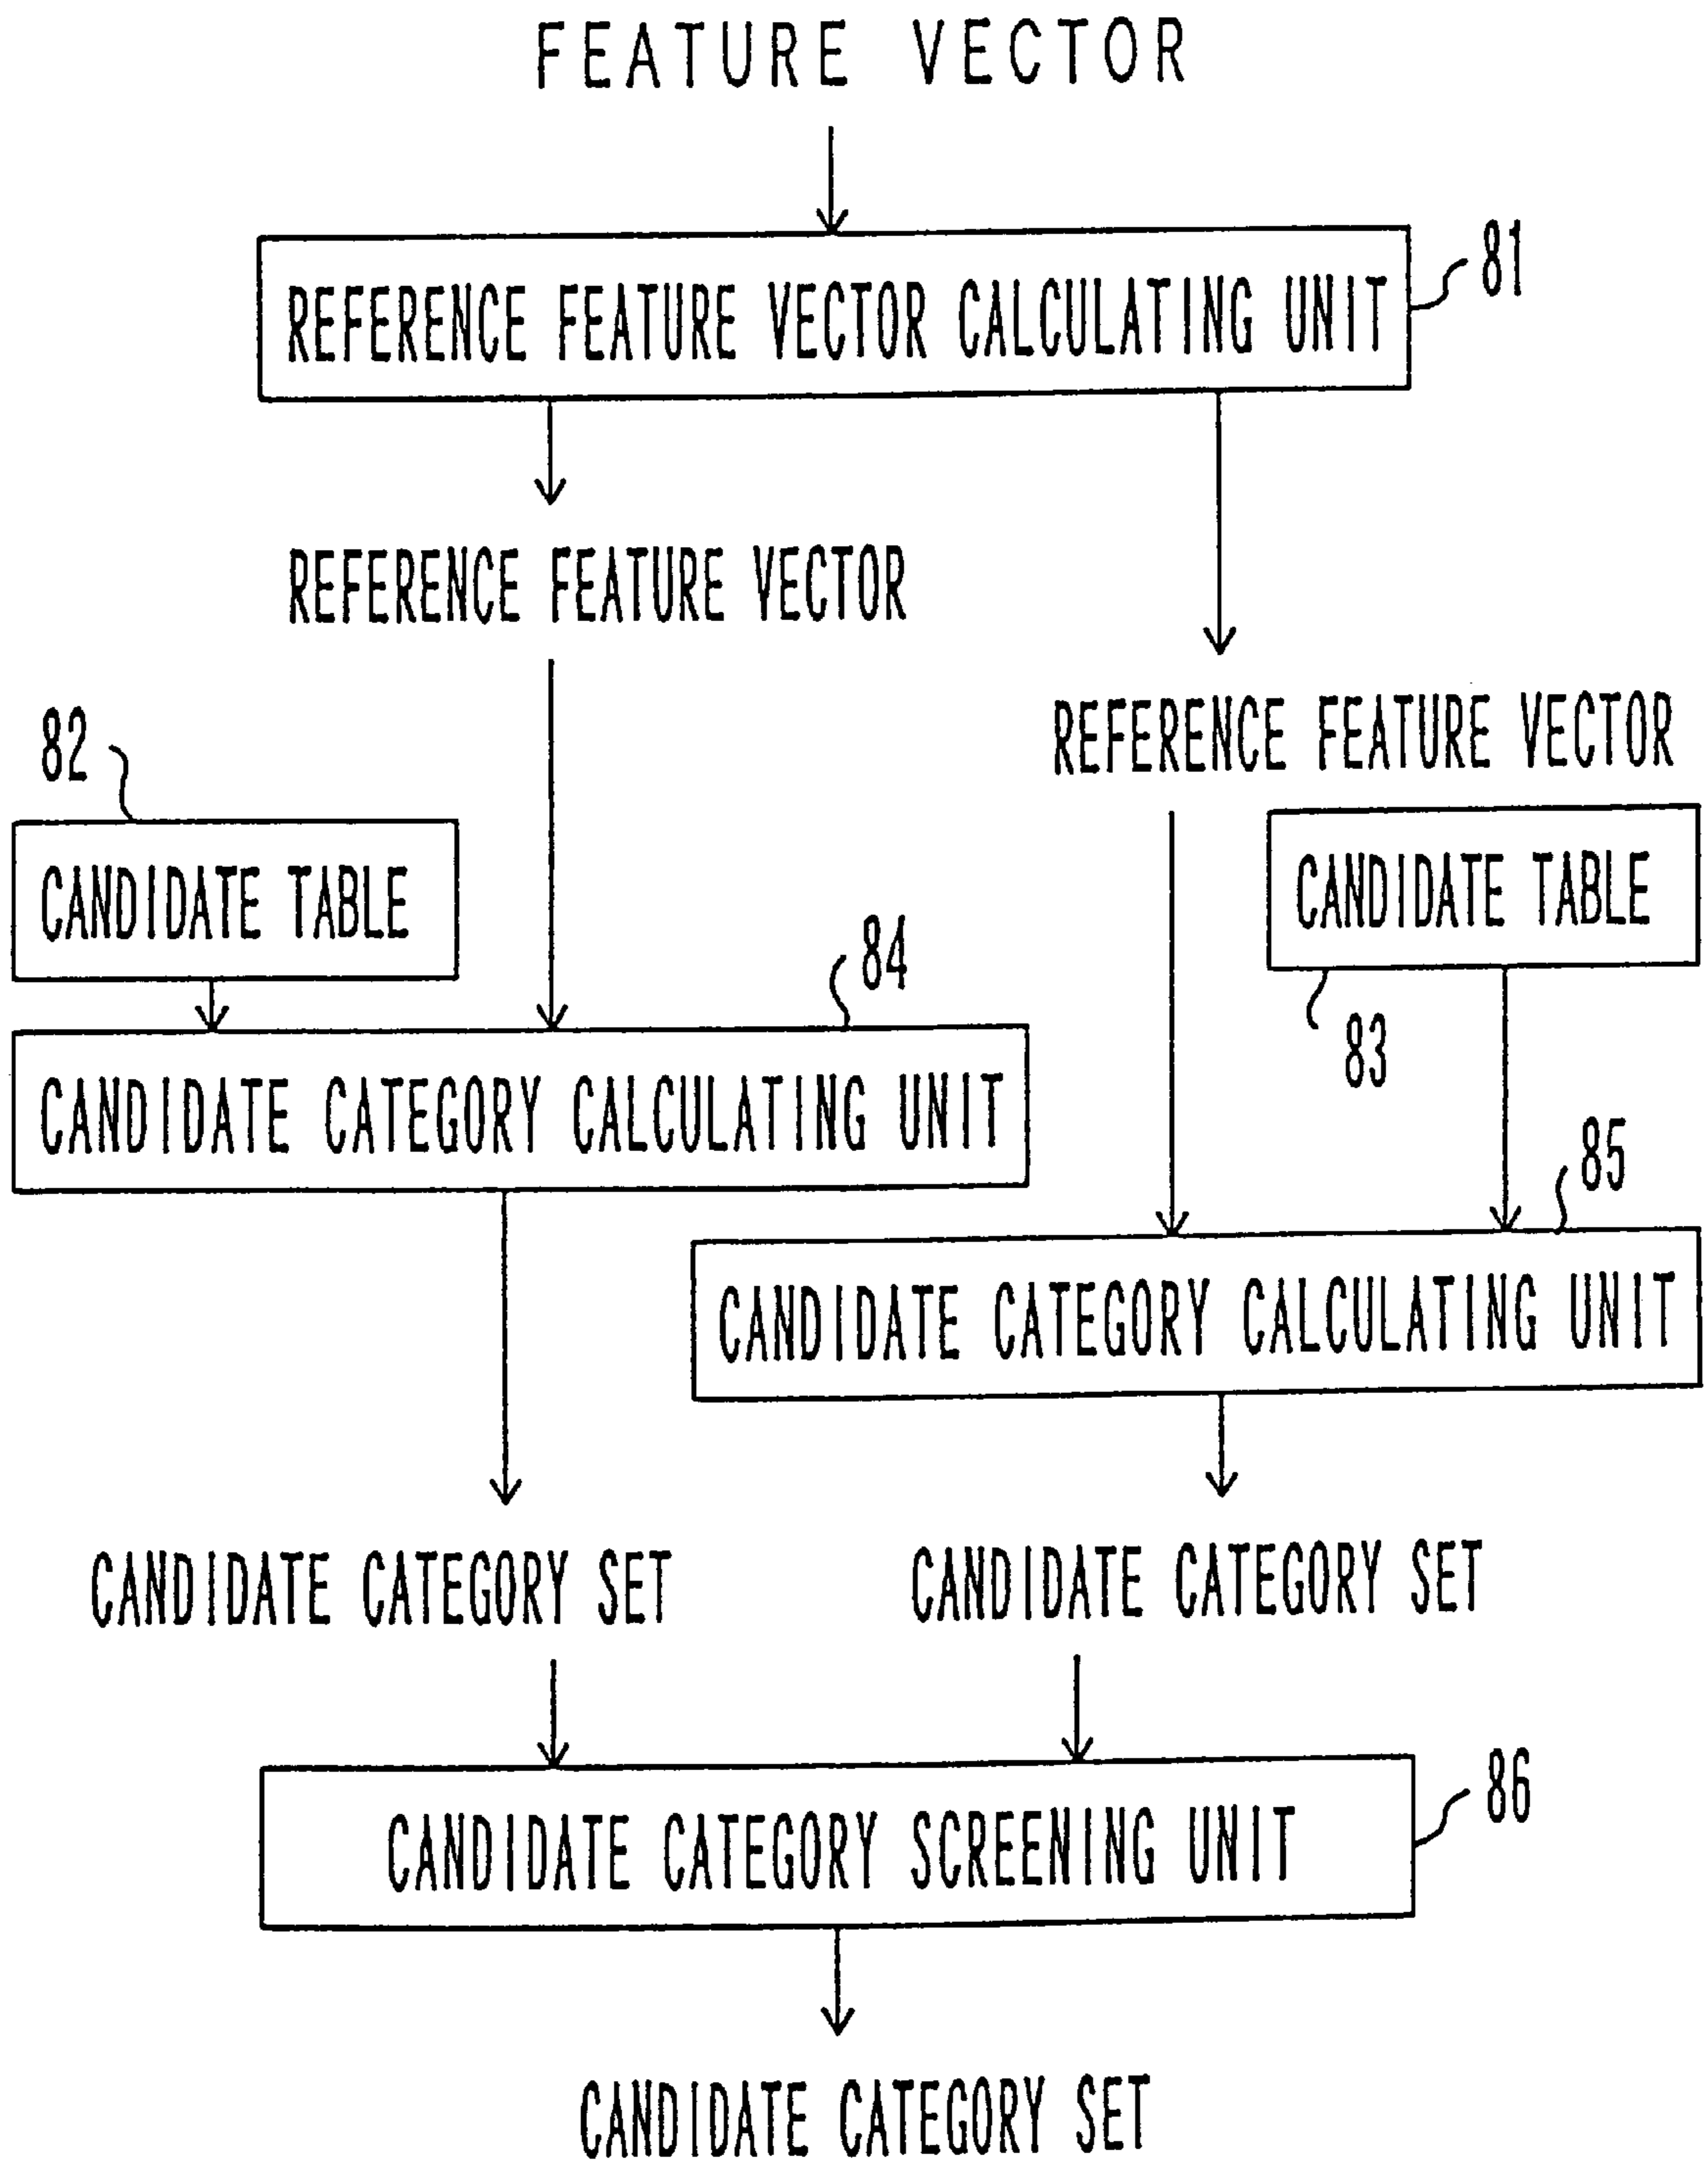 FEATURE VECTOR
81
REFERENCE FEATURE VECTOR CALCULATING UNIT
REFERENCE FEATURE VECTOR
REFERENCE FEATURE VECTOR
82
CANDIDATE TABLE
CANDIDATE TABLE
84
83
CANDIDATE CATEGORY CALCULATING UNIT
85
CANDIDATE CATEGORY CALCULATING UNIT
CANDIDATE CATEGORY SET
CANDIDATE CATEGORY SET
86
CANDIDATE CATEGORY SCREENING UNIT
CANDIDATE CATEGORY SET